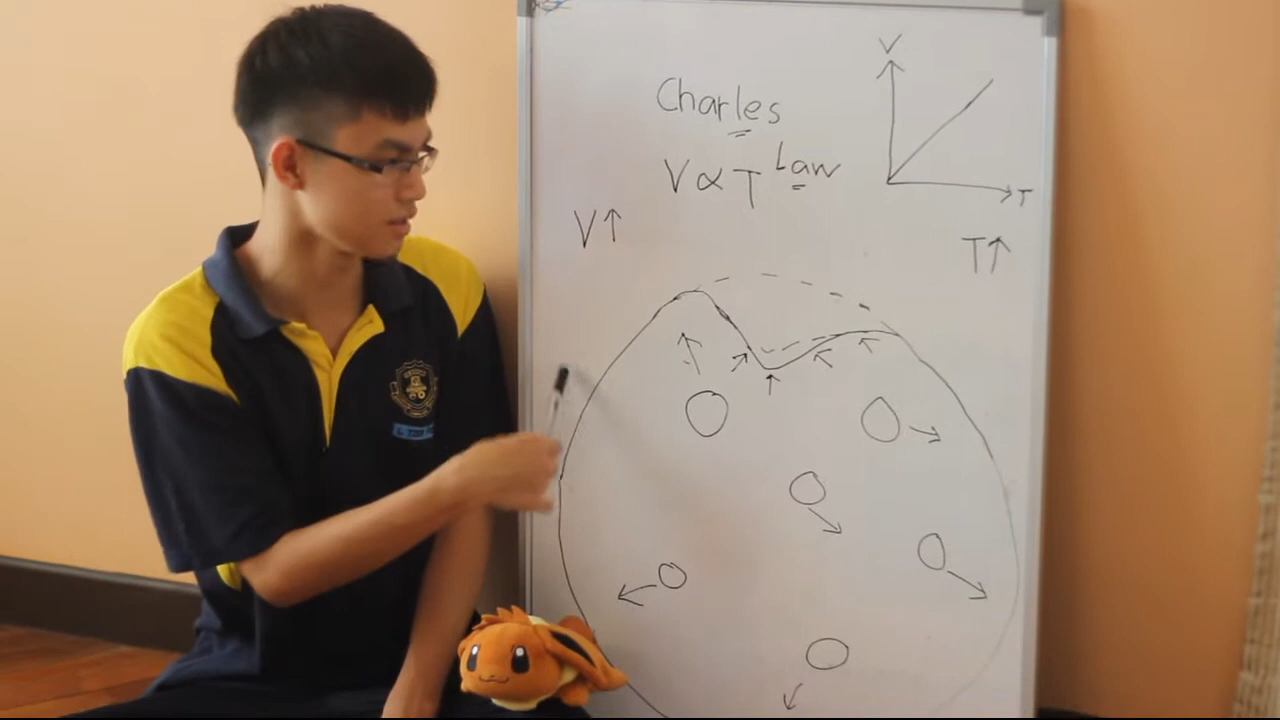 V
Charles
Law
V ∝ T
T
V↑
T↑